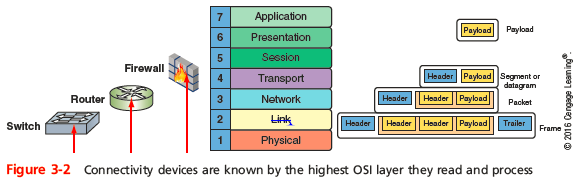 7 Application
6 Presentation
5 Session
4 Transport
3 Network
2 Link
1 Physical
Firewall
Router
Switch
Payload Payload
Header Payload Segment or datagram
Header Header Payload Packet
Header Header Header Payload Trailer Frame
© 2016 Cengage Learning®.
Figure 3-2 Connectivity devices are known by the highest OSI layer they read and process